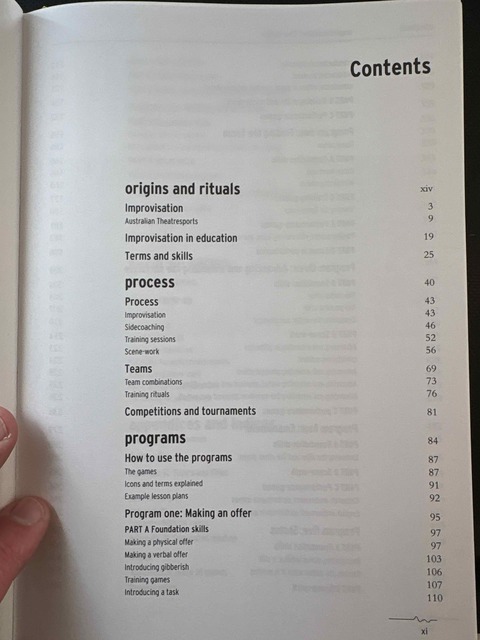 Contents
origins and rituals xiv
Improvisation 3
Australian Theatresports 9
Improvisation in education 19
Terms and skills 25
process 40
Process 43
Improvisation 43
Sidecoaching 46
Training sessions 52
Scene-work 56
Teams 69
Team combinations 73
Training rituals 76
Competitions and tournaments 81
programs 84
How to use the programs 87
The games 87
Icons and terms explained 91
Example lesson plans 92
Program one: Making an offer 95
PART A Foundation skills 97
Making a physical offer 97
Making a verbal offer 103
Introducing gibberish 106
Training games 107
Introducing a task 110
xi